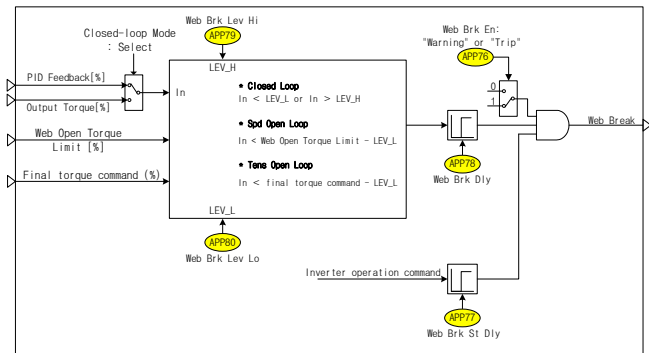 Web Brk Lev Hi
APP79
Closed-loop Mode
: Select
Web Brk En:
"Warning" or "Trip"
APP76
LEV_H
PID Feedback[%]
Output Torque[%]
In
* Closed Loop
In < LEV_L or In > LEV_H
* Spd Open Loop
In < Web Open Torque Limit - LEV_L
* Tens Open Loop
In < final torque command - LEV_L
0
1
Web Break
Web Open Torque
Limit [%]
Final torque command (%)
APP78
Web Brk Dly
LEV_L
APP80
Web Brk Lev Lo
Inverter operation command
APP77
Web Brk St Dly